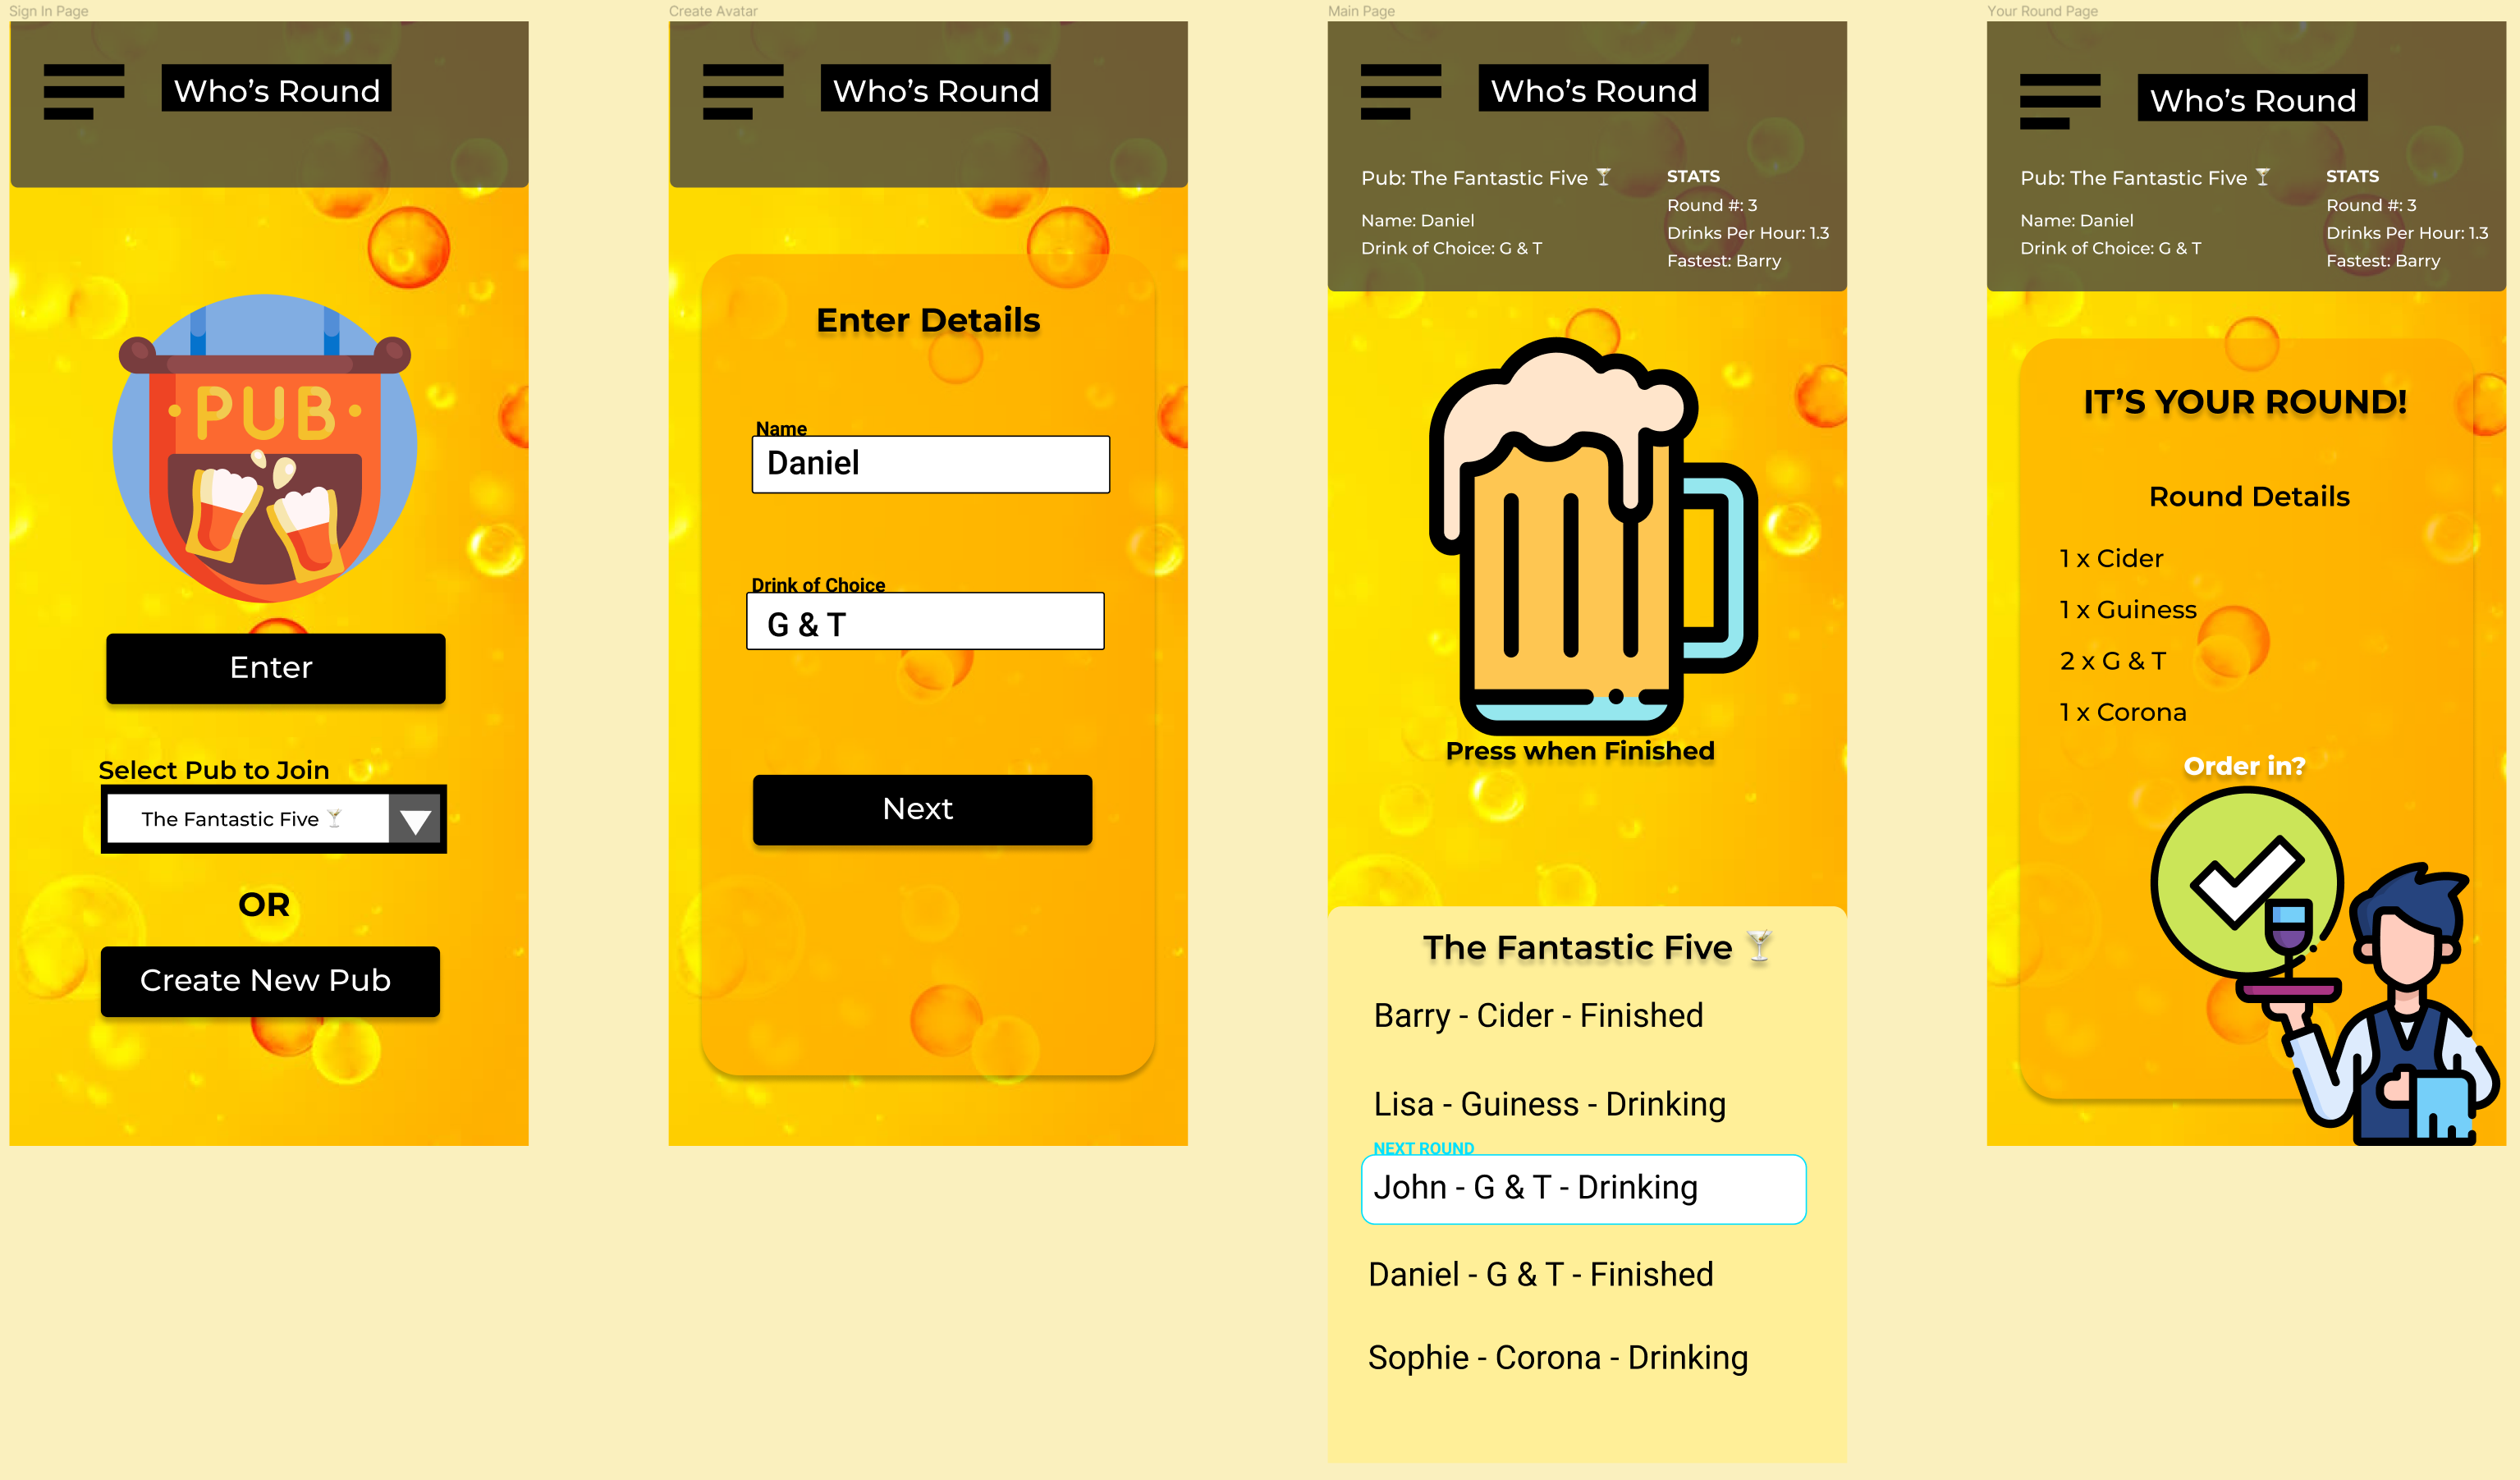 Sign In Page
Who's Round
PUB
Enter
Select Pub to Join
The Fantastic Five 🍸
OR
Create New Pub
Create Avatar
Who's Round
Enter Details
Name
Daniel
Drink of Choice
G & T
Next
Main Page
Who's Round
Pub: The Fantastic Five 🍸
Name: Daniel
Drink of Choice: G & T
STATS
Round #: 3
Drinks Per Hour: 1.3
Fastest: Barry
Press when Finished
The Fantastic Five 🍸
Barry - Cider - Finished
Lisa - Guiness - Drinking
NEXT ROUND
John - G & T - Drinking
Daniel - G & T - Finished
Sophie - Corona - Drinking
Your Round Page
Who's Round
Pub: The Fantastic Five 🍸
Name: Daniel
Drink of Choice: G & T
STATS
Round #: 3
Drinks Per Hour: 1.3
Fastest: Barry
IT'S YOUR ROUND!
Round Details
1 x Cider
1 x Guiness
2 x G & T
1 x Corona
Order in?